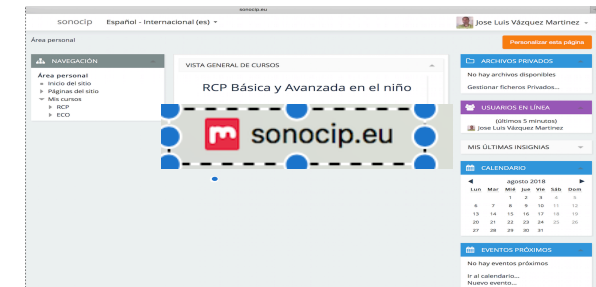 sonocip.eu
sonocip Español - Internacional (es) Jose Luis Vázquez Martínez
Área personal
Personalizar esta página
NAVEGACIÓN
Área personal
Inicio del sitio
Páginas del sitio
Mis cursos
RCP
ECO
VISTA GENERAL DE CURSOS
RCP Básica y Avanzada en el niño
sonocip.eu
ARCHIVOS PRIVADOS
No hay archivos disponibles
Gestionar ficheros Privados...
USUARIOS EN LÍNEA
(últimos 5 minutos)
Jose Luis Vázquez Martínez
MIS ÚLTIMAS INSIGNIAS
CALENDARIO
agosto 2018
Lun Mar Mié Jue Vie Sáb Dom
1 2 3 4 5
6 7 8 9 10 11 12
13 14 15 16 17 18 19
20 21 22 23 24 25 26
27 28 29 30 31
EVENTOS PRÓXIMOS
No hay eventos próximos
Ir al calendario...
Nuevo evento...